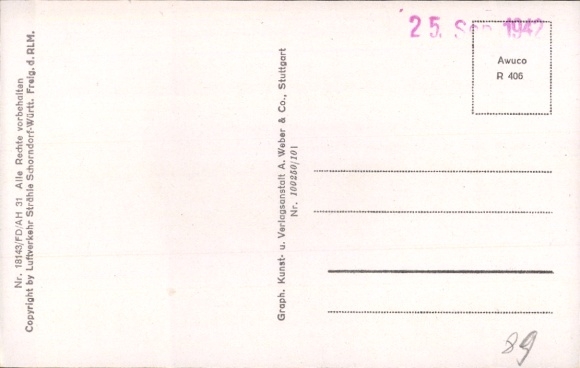 Nr. 18143/FD/AH 31 Alle Rechte vorbehalten
Copyright by Luftverkehr Strähle Schorndorf-Württ. Freig. d. RLM.
Graph. Kunst- u. Verlagsanstalt A. Weber & Co., Stuttgart
Nr. 100250/101
25. Sep. 1942
Awuco
R 406
89